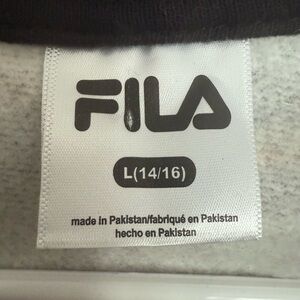 FILA
L(14/16)
made in Pakistan/fabriqué en Pakistan
hecho en Pakistan